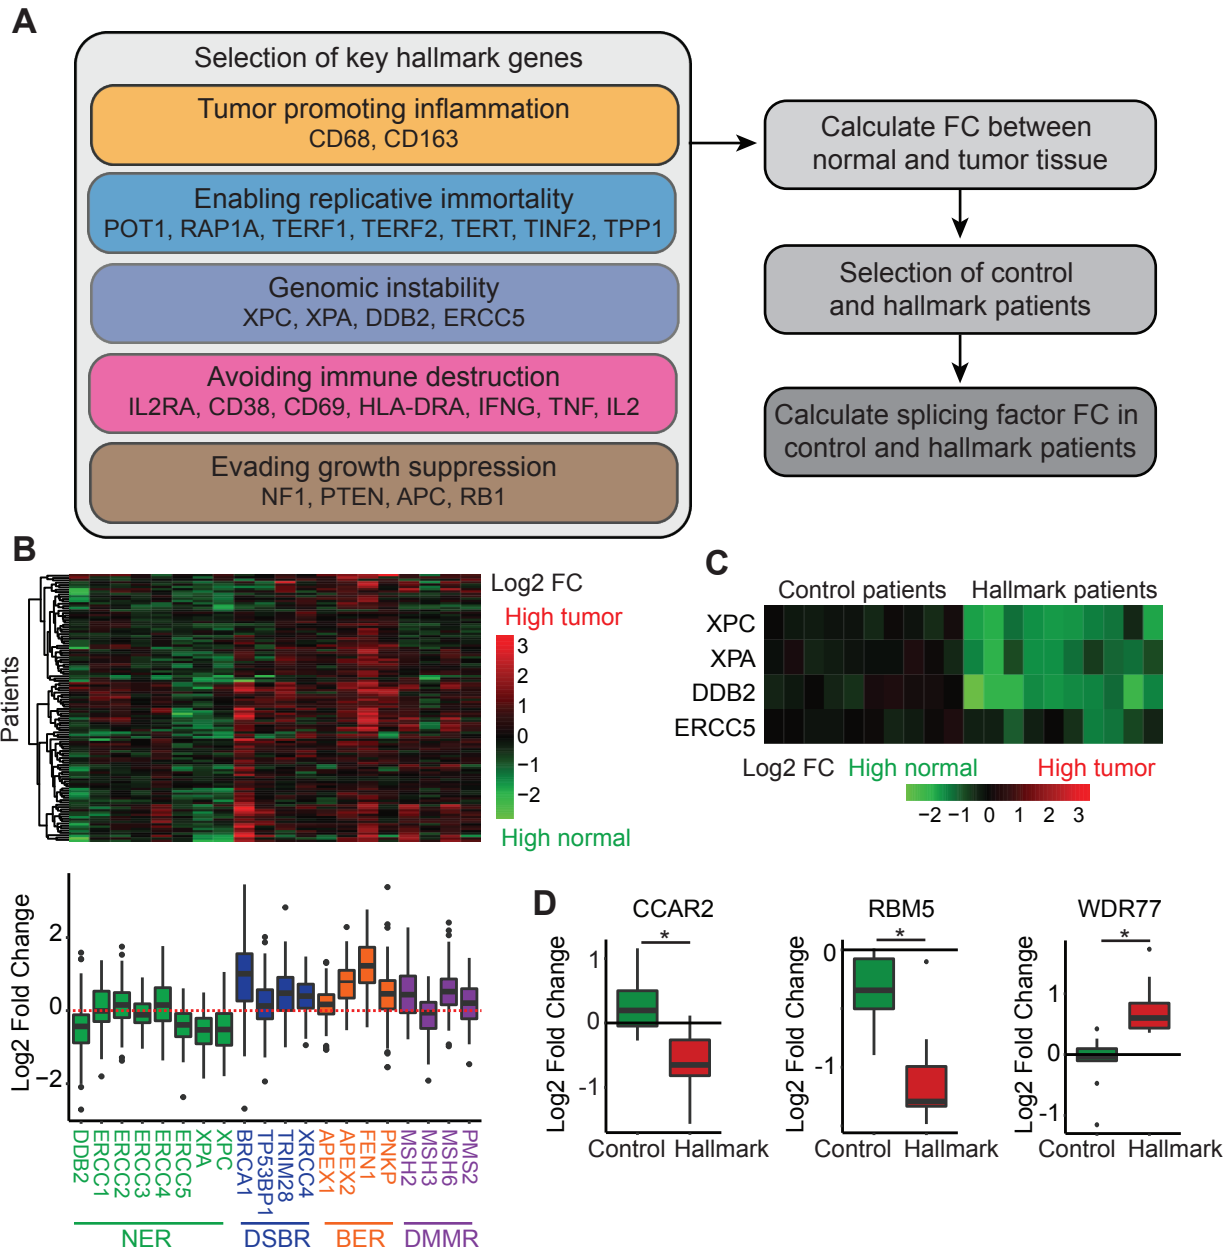 A
Selection of key hallmark genes
Tumor promoting inflammation
CD68, CD163
Enabling replicative immortality
POT1, RAP1A, TERF1, TERF2, TERT, TINF2, TPP1
Genomic instability
XPC, XPA, DDB2, ERCC5
Avoiding immune destruction
IL2RA, CD38, CD69, HLA-DRA, IFNG, TNF, IL2
Evading growth suppression
NF1, PTEN, APC, RB1
Calculate FC between
normal and tumor tissue
Selection of control
and hallmark patients
Calculate splicing factor FC in
control and hallmark patients
B
Patients
Log2 FC
High tumor
3
2
1
0
−1
−2
High normal
Log2 Fold Change
2
0
−2
DDB2
ERCC1
ERCC2
ERCC3
ERCC4
ERCC5
XPA
XPC
BRCA1
TP53BP1
TRIM28
XRCC4
APEX1
APEX2
FEN1
PNKP
MSH2
MSH3
MSH6
PMS2
NER
DSBR
BER
DMMR
C
Control patients
Hallmark patients
XPC
XPA
DDB2
ERCC5
Log2 FC
High normal
High tumor
−2 −1 0 1 2 3
D
CCAR2
Log2 Fold Change
*
1
0
-1
Control Hallmark
RBM5
Log2 Fold Change
*
0
-1
Control Hallmark
WDR77
Log2 Fold Change
*
1
0
-1
Control Hallmark